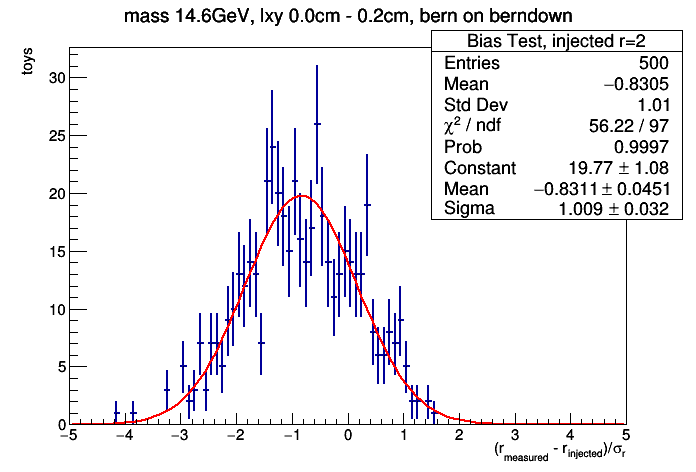 mass 14.6GeV, lxy 0.0cm - 0.2cm, bern on berndown
toys
Bias Test, injected r=2
Entries 500
Mean −0.8305
Std Dev 1.01
χ² / ndf 56.22 / 97
Prob 0.9997
Constant 19.77 ± 1.08
Mean −0.8311 ± 0.0451
Sigma 1.009 ± 0.032
30
25
20
15
10
5
0
−5 −4 −3 −2 −1 0 1 2 3 4 5
(r_measured - r_injected)/σ_r